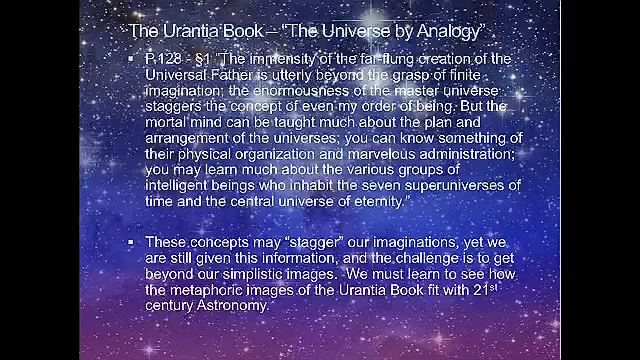 The Urantia Book – “The Universe by Analogy”
▪ P.128 - §1 “The immensity of the far-flung creation of the
Universal Father is utterly beyond the grasp of finite
imagination; the enormousness of the master universe
staggers the concept of even my order of being. But the
mortal mind can be taught much about the plan and
arrangement of the universes; you can know something of
their physical organization and marvelous administration;
you may learn much about the various groups of
intelligent beings who inhabit the seven superuniverses of
time and the central universe of eternity.”
▪ These concepts may “stagger” our imaginations, yet we
are still given this information, and the challenge is to get
beyond our simplistic images. We must learn to see how
the metaphoric images of the Urantia Book fit with 21st
century Astronomy.